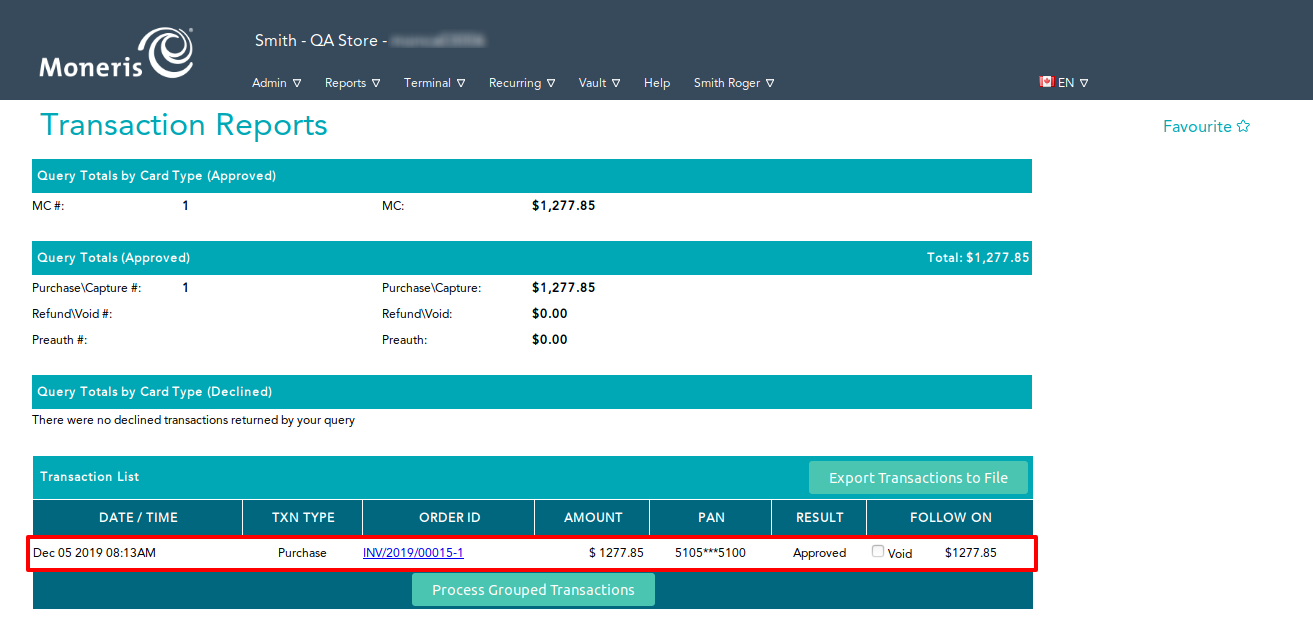 Moneris
Smith - QA Store -
Admin Reports Terminal Recurring Vault Help Smith Roger EN
Transaction Reports
Favourite
Query Totals by Card Type (Approved)
MC #: 1 MC: $1,277.85
Query Totals (Approved) Total: $1,277.85
Purchase\Capture #: 1 Purchase\Capture: $1,277.85
Refund\Void #: Refund\Void: $0.00
Preauth #: Preauth: $0.00
Query Totals by Card Type (Declined)
There were no declined transactions returned by your query
Transaction List Export Transactions to File
DATE / TIME TXN TYPE ORDER ID AMOUNT PAN RESULT FOLLOW ON
Dec 05 2019 08:13AM Purchase INV/2019/00015-1 $ 1277.85 5105***5100 Approved Void $1277.85
Process Grouped Transactions